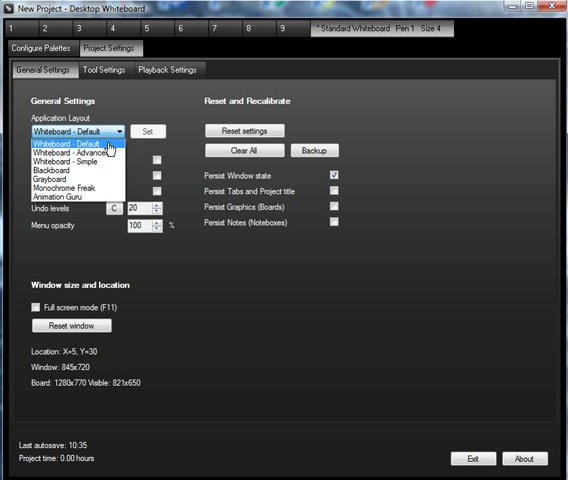 New Project - Desktop Whiteboard
1 2 3 4 5 6 7 8 9 * Standard Whiteboard Pen 1 Size 4
Configure Palettes Project Settings
General Settings Tool Settings Playback Settings
General Settings
Application Layout
Whiteboard - Default Set
Whiteboard - Default
Whiteboard - Advanced
Whiteboard - Simple
Blackboard
Grayboard
Monochrome Freak
Animation Guru
Undo levels C 20
Menu opacity 100 %
Reset and Recalibrate
Reset settings
Clear All Backup
Persist Window state
Persist Tabs and Project title
Persist Graphics (Boards)
Persist Notes (Noteboxes)
Window size and location
Full screen mode (F11)
Reset window
Location: X=5, Y=30
Window: 845x720
Board: 1280x770 Visible: 821x650
Last autosave: 10:35
Project time: 0.00 hours
Exit About